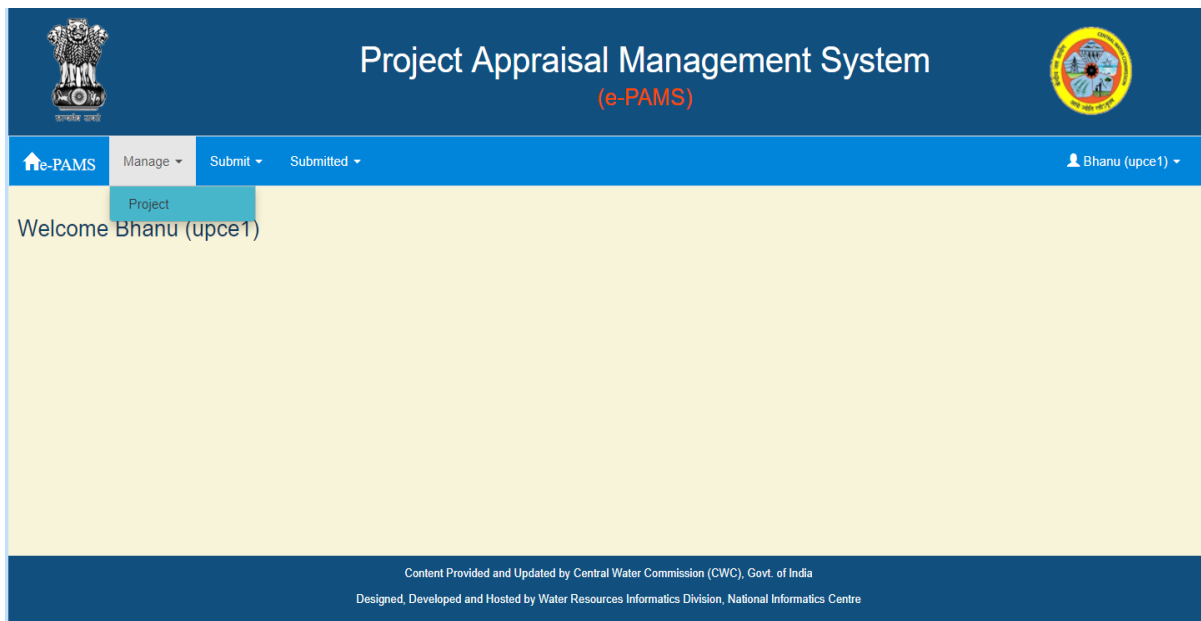 सत्यमेव जयते
Project Appraisal Management System
(e-PAMS)
e-PAMS
Manage
Submit
Submitted
Bhanu (upce1)
Project
Welcome Bhanu (upce1)
Content Provided and Updated by Central Water Commission (CWC), Govt. of India
Designed, Developed and Hosted by Water Resources Informatics Division, National Informatics Centre